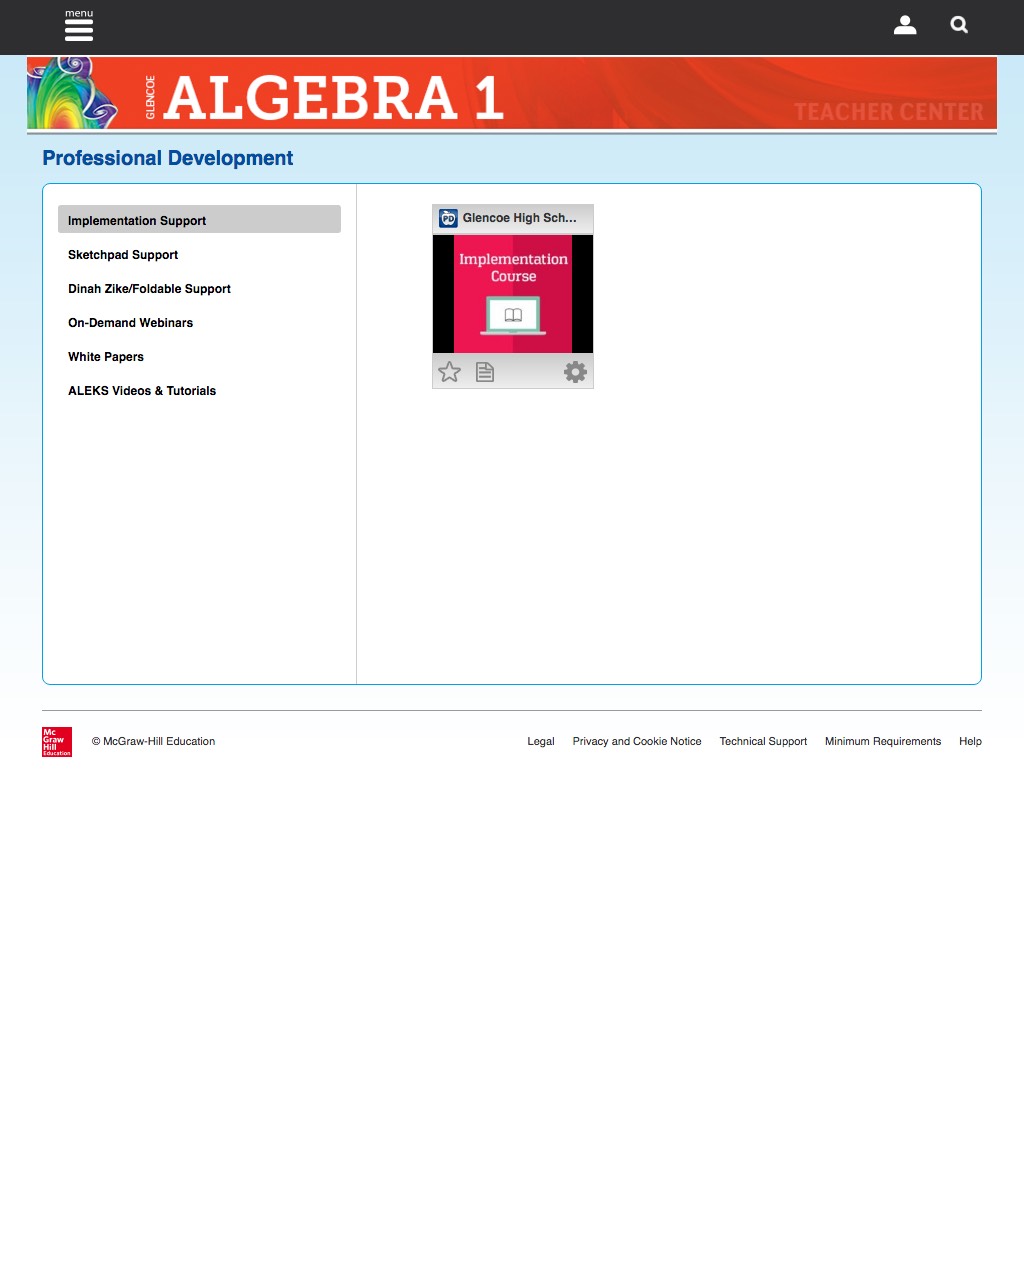 menu
GLENCOE
ALGEBRA 1
TEACHER CENTER
Professional Development
Implementation Support
Sketchpad Support
Dinah Zike/Foldable Support
On-Demand Webinars
White Papers
ALEKS Videos & Tutorials
PD Glencoe High Sch...
Implementation
Course
Mc
Graw
Hill
Education
© McGraw-Hill Education
Legal Privacy and Cookie Notice Technical Support Minimum Requirements Help